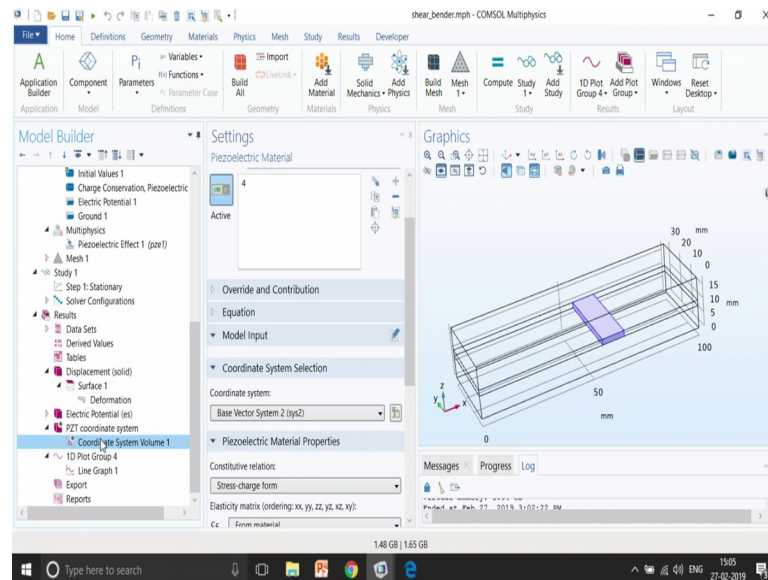 shear_bender.mph - COMSOL Multiphysics
File Home Definitions Geometry Materials Physics Mesh Study Results Developer
Application Builder
Component
Pi
Parameters
a= Variables
f(x) Functions
Pi Parameter Case
Build All
Import
LiveLink
Add Material
Solid Mechanics
Add Physics
Build Mesh
Mesh 1
Compute
Study 1
Add Study
1D Plot Group 4
Add Plot Group
Windows
Reset Desktop
Application Model Definitions Geometry Materials Physics Mesh Study Results Layout
Model Builder
Initial Values 1
Charge Conservation, Piezoelectric
Electric Potential 1
Ground 1
Multiphysics
Piezoelectric Effect 1 (pze1)
Mesh 1
Study 1
Step 1: Stationary
Solver Configurations
Results
Data Sets
Derived Values
Tables
Displacement (solid)
Surface 1
Deformation
Electric Potential (es)
PZT coordinate system
Coordinate System Volume 1
1D Plot Group 4
Line Graph 1
Export
Reports
Settings
Piezoelectric Material
4
Active
Override and Contribution
Equation
Model Input
Coordinate System Selection
Coordinate system:
Base Vector System 2 (sys2)
Piezoelectric Material Properties
Constitutive relation:
Stress-charge form
Elasticity matrix (ordering: xx, yy, zz, yz, xz, xy):
From material
Graphics
30 mm
20
10
0
15
10 mm
5
0
100
50
mm
0
z
y x
Messages Progress Log
Ended at Feb 27, 2019 3:02:22 PM
1.48 GB | 1.65 GB
Type here to search
ENG
15:05
27-02-2019